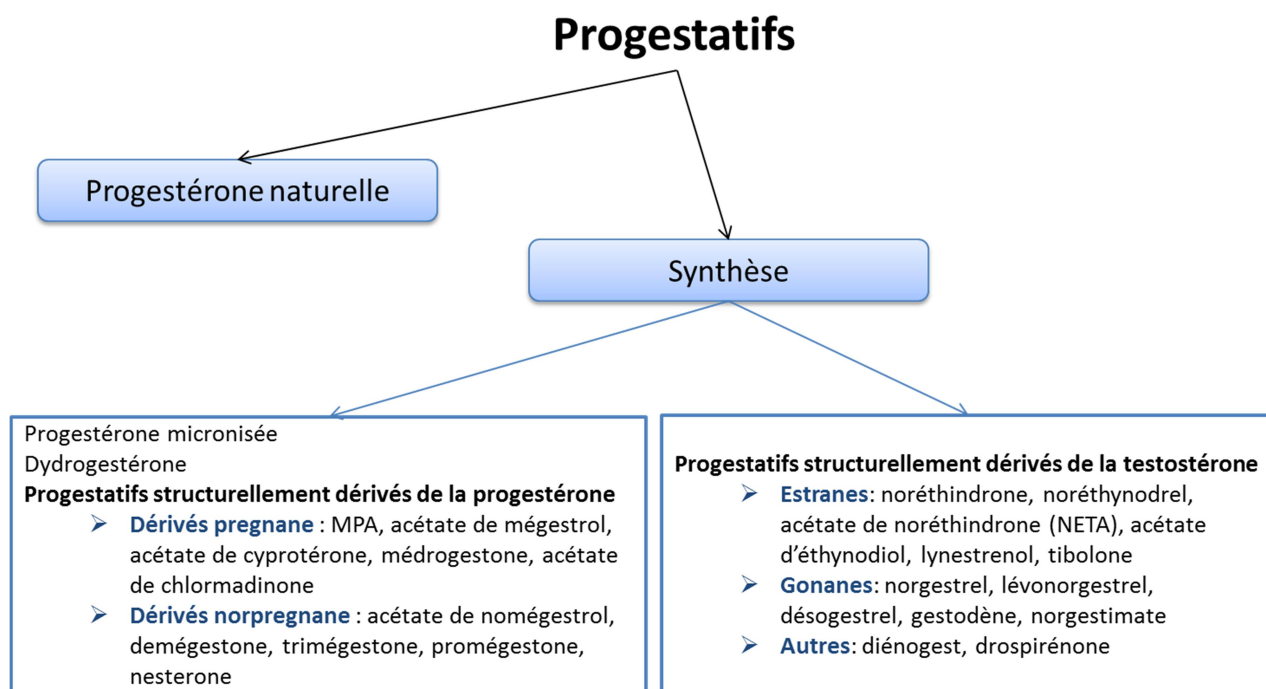 Progestatifs
Progestérone naturelle
Synthèse
Progestérone micronisée
Dydrogestérone
Progestatifs structurellement dérivés de la progestérone
➢ Dérivés pregnane : MPA, acétate de mégestrol,
acétate de cyprotérone, médrogestone, acétate
de chlormadinone
➢ Dérivés norpregnane : acétate de nomégestrol,
demégestone, trimégestone, promégestone,
nesterone
Progestatifs structurellement dérivés de la testostérone
➢ Estranes: noréthindrone, noréthynodrel,
acétate de noréthindrone (NETA), acétate
d’éthynodiol, lynestrenol, tibolone
➢ Gonanes: norgestrel, lévonorgestrel,
désogestrel, gestodène, norgestimate
➢ Autres: diénogest, drospirénone